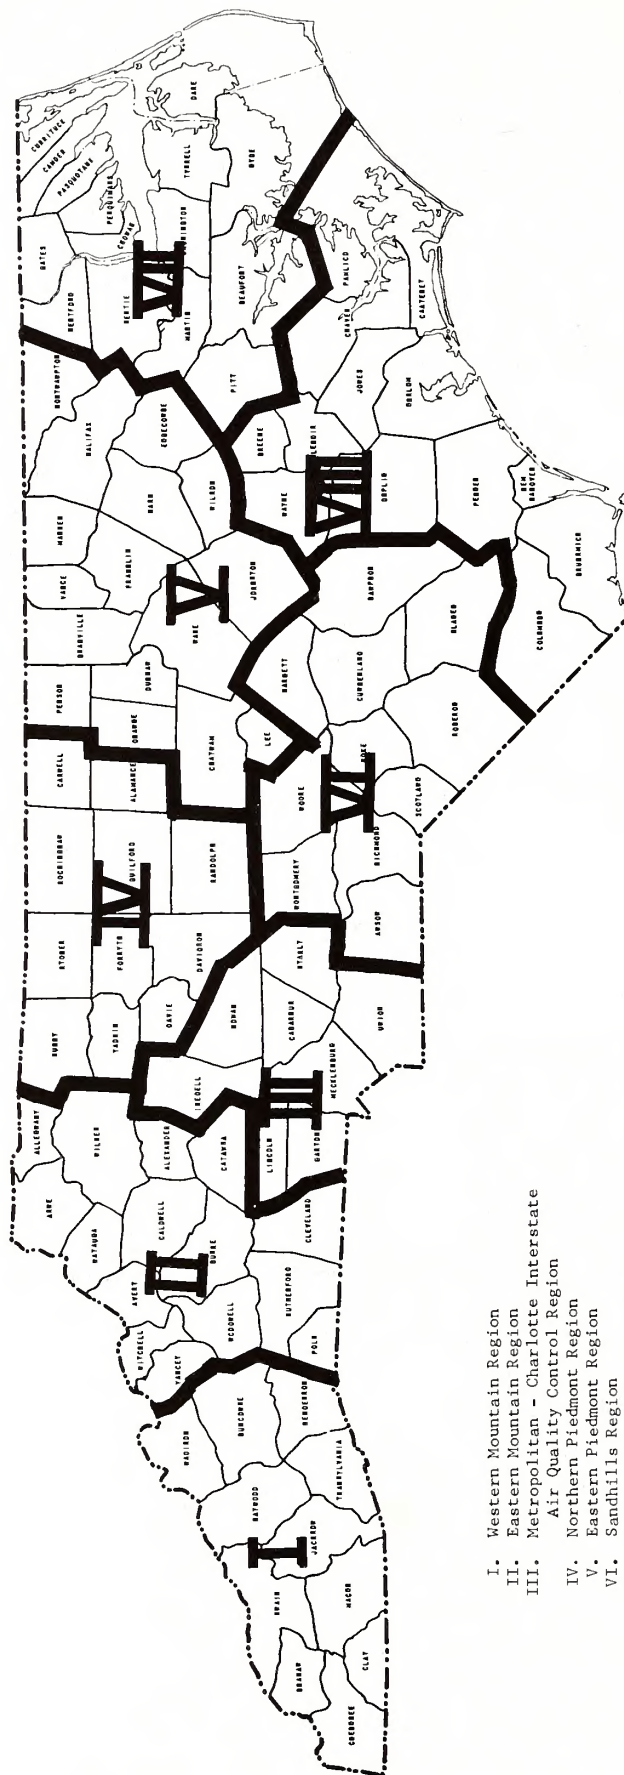 CHEROKEE
GRAHAM
CLAY
SWAIN
MACON
I
JACKSON
HAYWOOD
TRANSYLVANIA
MADISON
BUNCOMBE
HENDERSON
YANCEY
MITCHELL
AVERY
MCDOWELL
RUTHERFORD
POLK
II
BURKE
CALDWELL
WATAUGA
ASHE
ALLEGHANY
WILKES
ALEXANDER
CATAWBA
CLEVELAND
LINCOLN
GASTON
III
IREDELL
MECKLENBURG
CABARRUS
ROWAN
UNION
STANLY
SURRY
YADKIN
DAVIE
STOKES
FORSYTH
DAVIDSON
IV
GUILFORD
ROCKINGHAM
RANDOLPH
CASWELL
ALAMANCE
ANSON
MONTGOMERY
RICHMOND
MOORE
VI
HOKE
SCOTLAND
LEE
HARNETT
CUMBERLAND
ROBESON
BLADEN
SAMPSON
PERSON
ORANGE
CHATHAM
DURHAM
GRANVILLE
VANCE
WARREN
FRANKLIN
WAKE
V
JOHNSTON
NASH
WILSON
HALIFAX
EDGECOMBE
NORTHAMPTON
COLUMBUS
BRUNSWICK
NEW
HANOVER
PENDER
DUPLIN
VIII
WAYNE
LENOIR
GREENE
JONES
ONSLOW
CRAVEN
CARTERET
PAMLICO
PITT
BEAUFORT
MARTIN
VII
BERTIE
HERTFORD
GATES
CHOWAN
PERQUIMANS
PASQUOTANK
CAMDEN
CURRITUCK
WASHINGTON
TYRRELL
DARE
HYDE
I. Western Mountain Region
II. Eastern Mountain Region
III. Metropolitan - Charlotte Interstate
Air Quality Control Region
IV. Northern Piedmont Region
V. Eastern Piedmont Region
VI. Sandhills Region